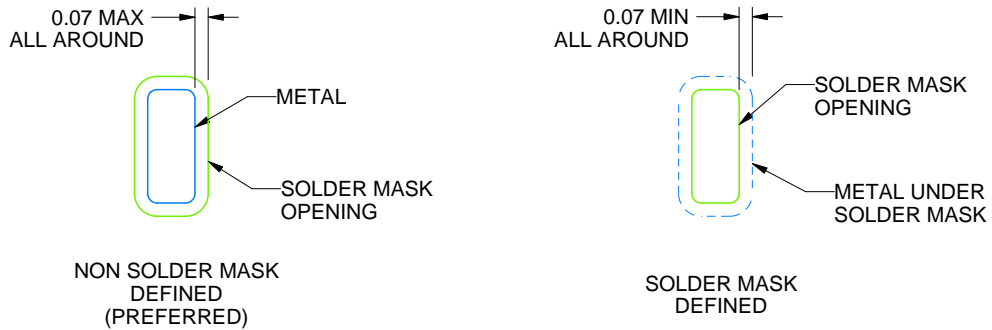 0.07 MAX
ALL AROUND
METAL
SOLDER MASK
OPENING
NON SOLDER MASK
DEFINED
(PREFERRED)
0.07 MIN
ALL AROUND
SOLDER MASK
OPENING
METAL UNDER
SOLDER MASK
SOLDER MASK
DEFINED